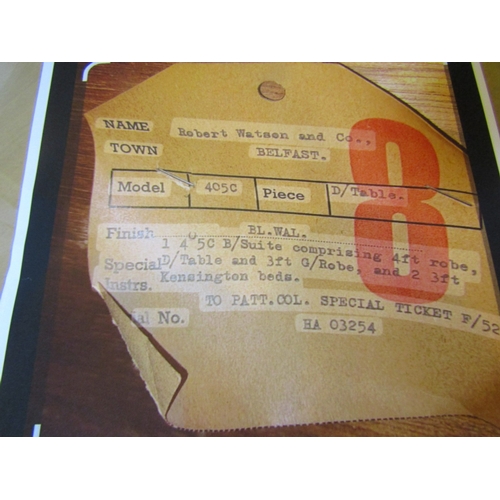 NAME Robert Watson and Co.,
TOWN BELFAST.
Model 405C Piece D/Table.
8
Finish BL.WAL.
1 4 5C B/Suite comprising 4ft robe,
Special D/Table and 3ft G/Robe, and 2 3ft
Instrs. Kensington beds.
TO PATT.COL. SPECIAL TICKET F/52
No. HA 03254